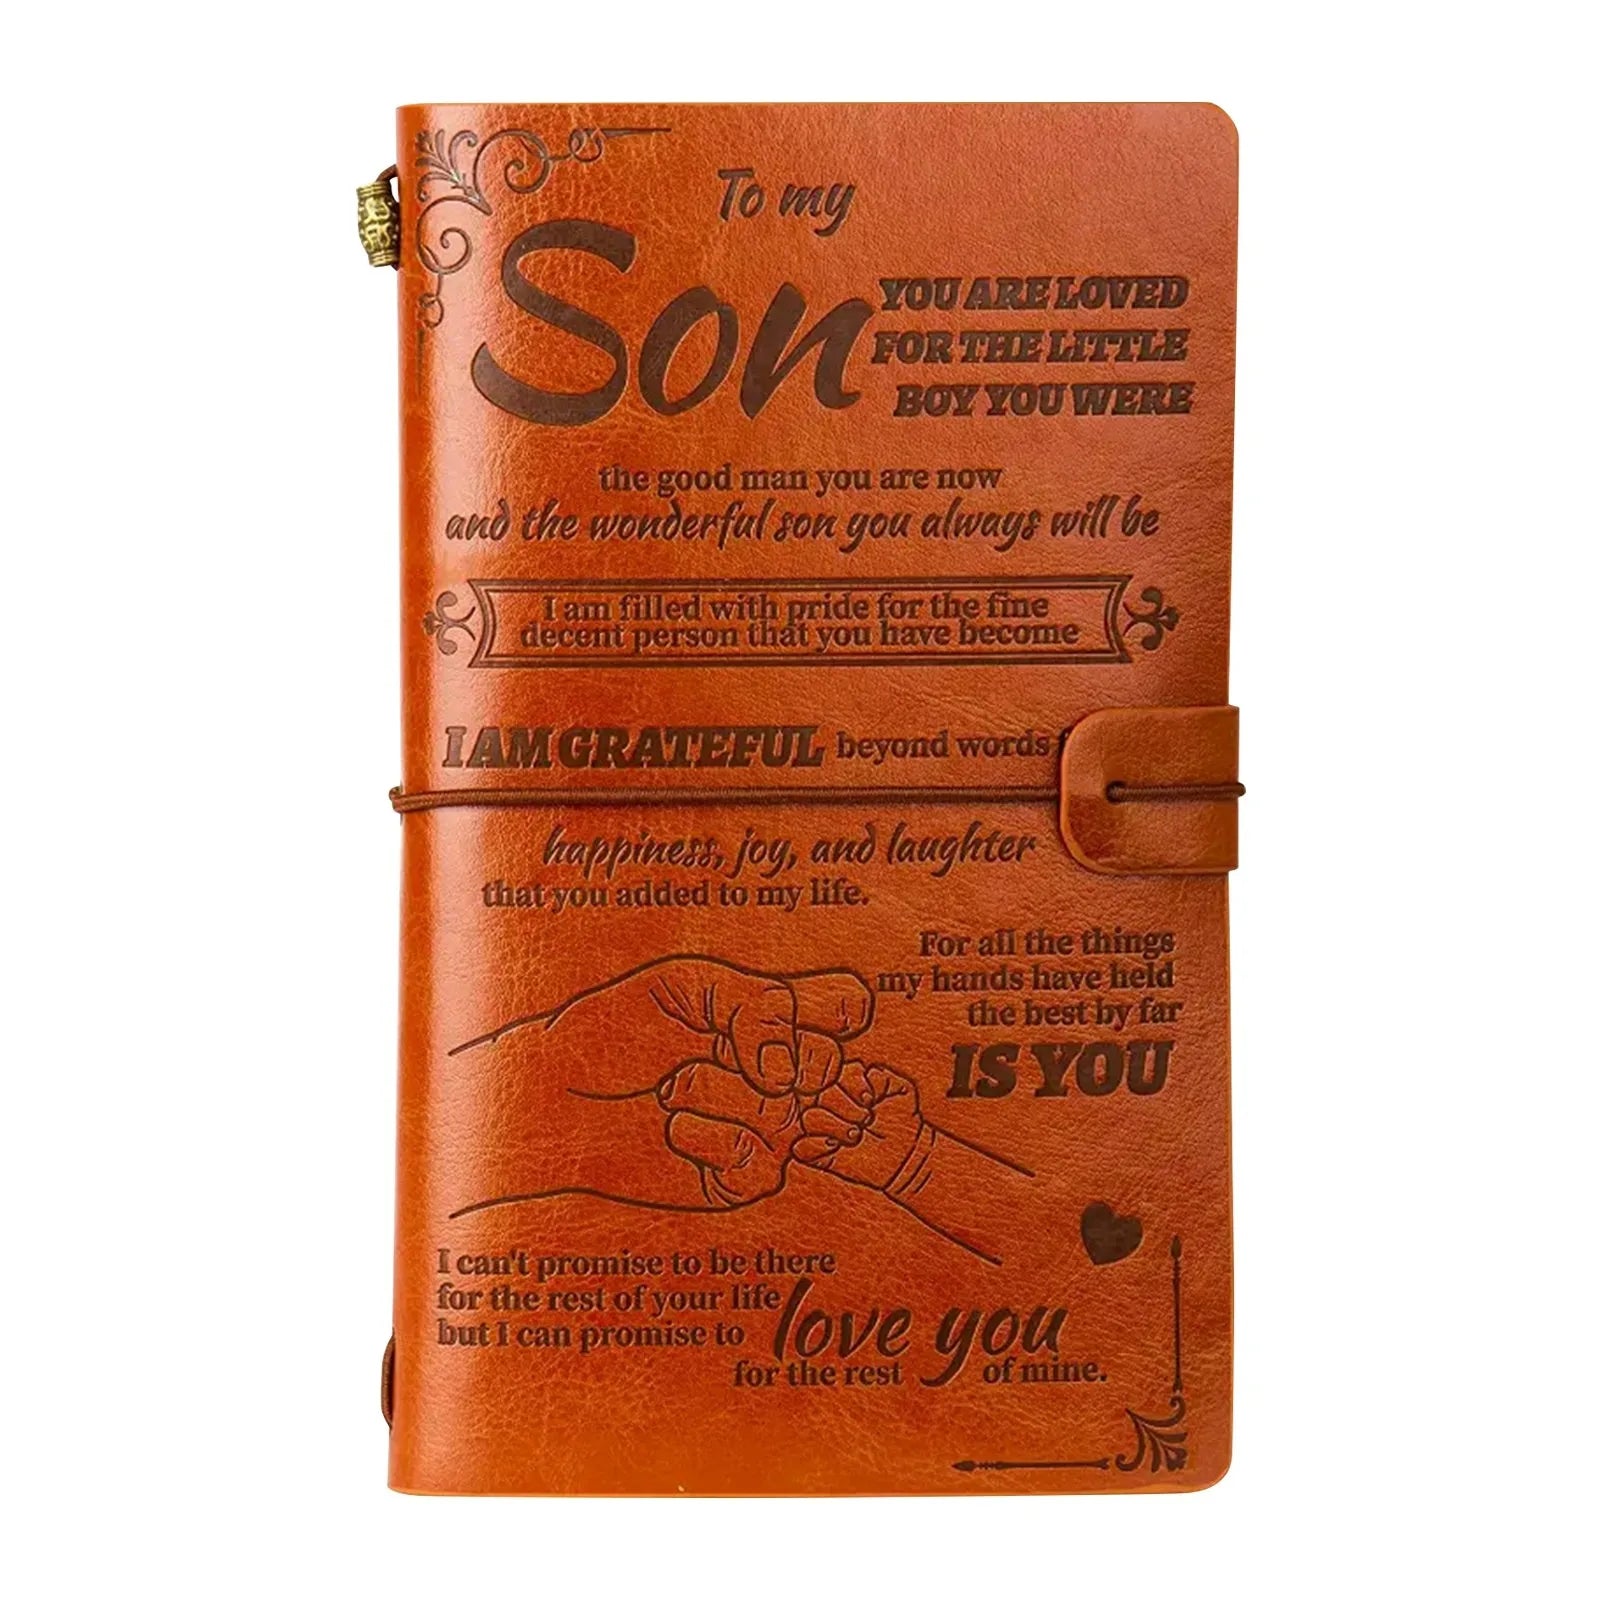 To my
Son
YOU ARE LOVED
FOR THE LITTLE
BOY YOU WERE
the good man you are now
and the wonderful son you always will be
I am filled with pride for the fine
decent person that you have become
I AM GRATEFUL beyond words
happiness, joy, and laughter
that you added to my life.
For all the things
my hands have held
the best by far
IS YOU
I can't promise to be there
for the rest of your life
but I can promise to love you
for the rest of mine.